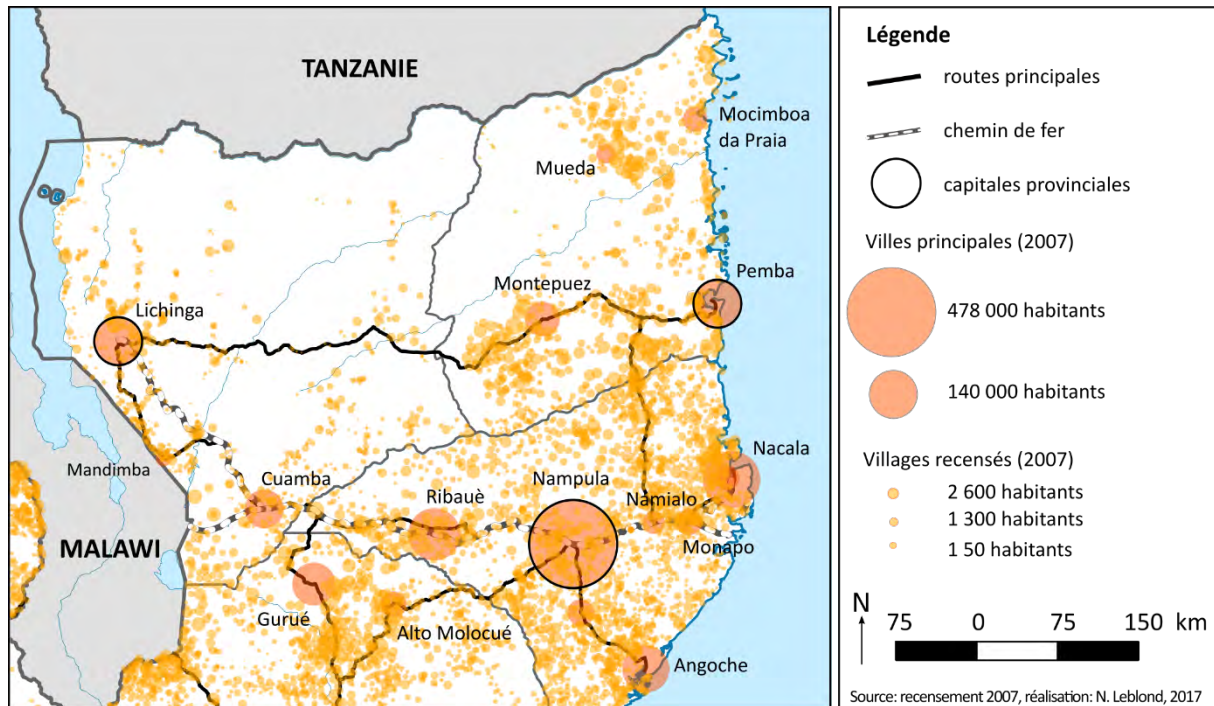 TANZANIE
Mocimboa
da Praia
Mueda
Pemba
Montepuez
Lichinga
Mandimba
Cuamba
Ribauè
Nampula
Nacala
Namialo
Monapo
MALAWI
Gurué
Alto Molocué
Angoche
Légende
routes principales
chemin de fer
capitales provinciales
Villes principales (2007)
478 000 habitants
140 000 habitants
Villages recensés (2007)
2 600 habitants
1 300 habitants
1 50 habitants
N
75 0 75 150 km
Source: recensement 2007, réalisation: N. Leblond, 2017